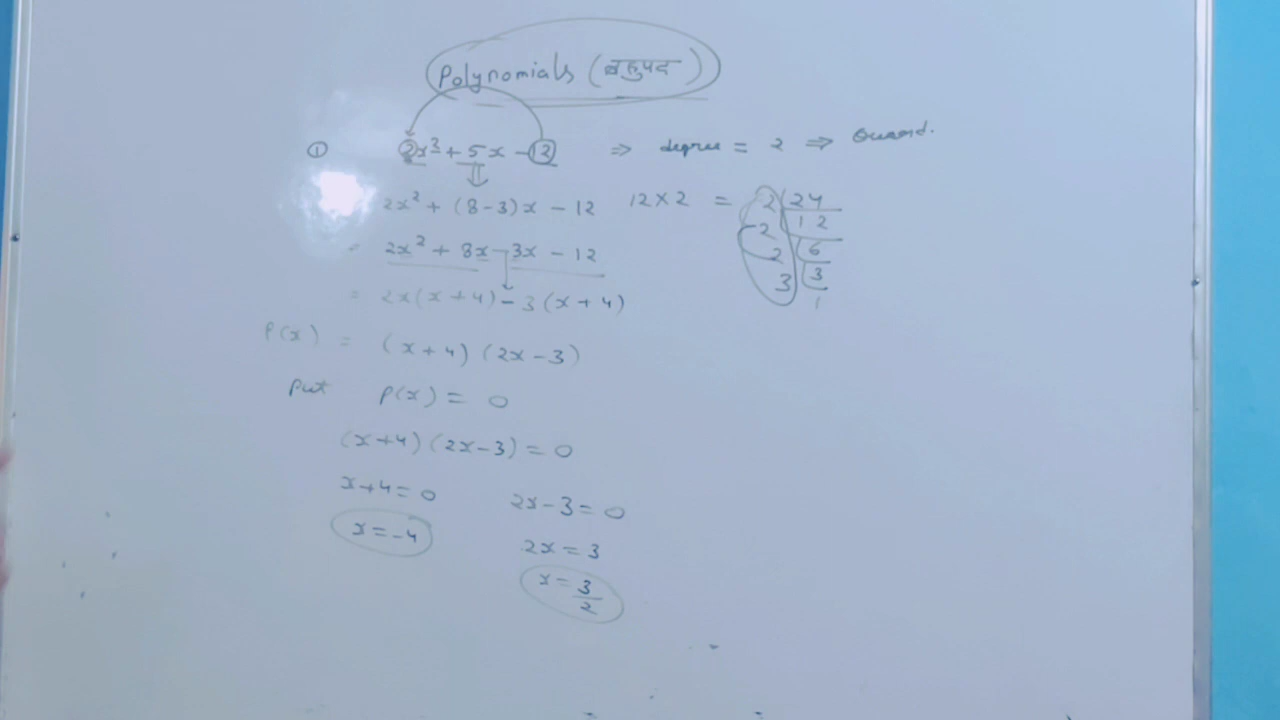 Polynomials (बहुपद)
① 2x² + 5x - 12 ⇒ degree = 2 ⇒ Quard.
2x² + (8-3)x - 12 12×2 = 2 24
2 12
= 2x² + 8x - 3x - 12 2 6
3 3
= 2x(x+4) - 3(x+4) 1
P(x) = (x+4) (2x-3)
Put P(x) = 0
(x+4) (2x-3) = 0
x+4=0 2x-3=0
x=-4 2x=3
x=3/2